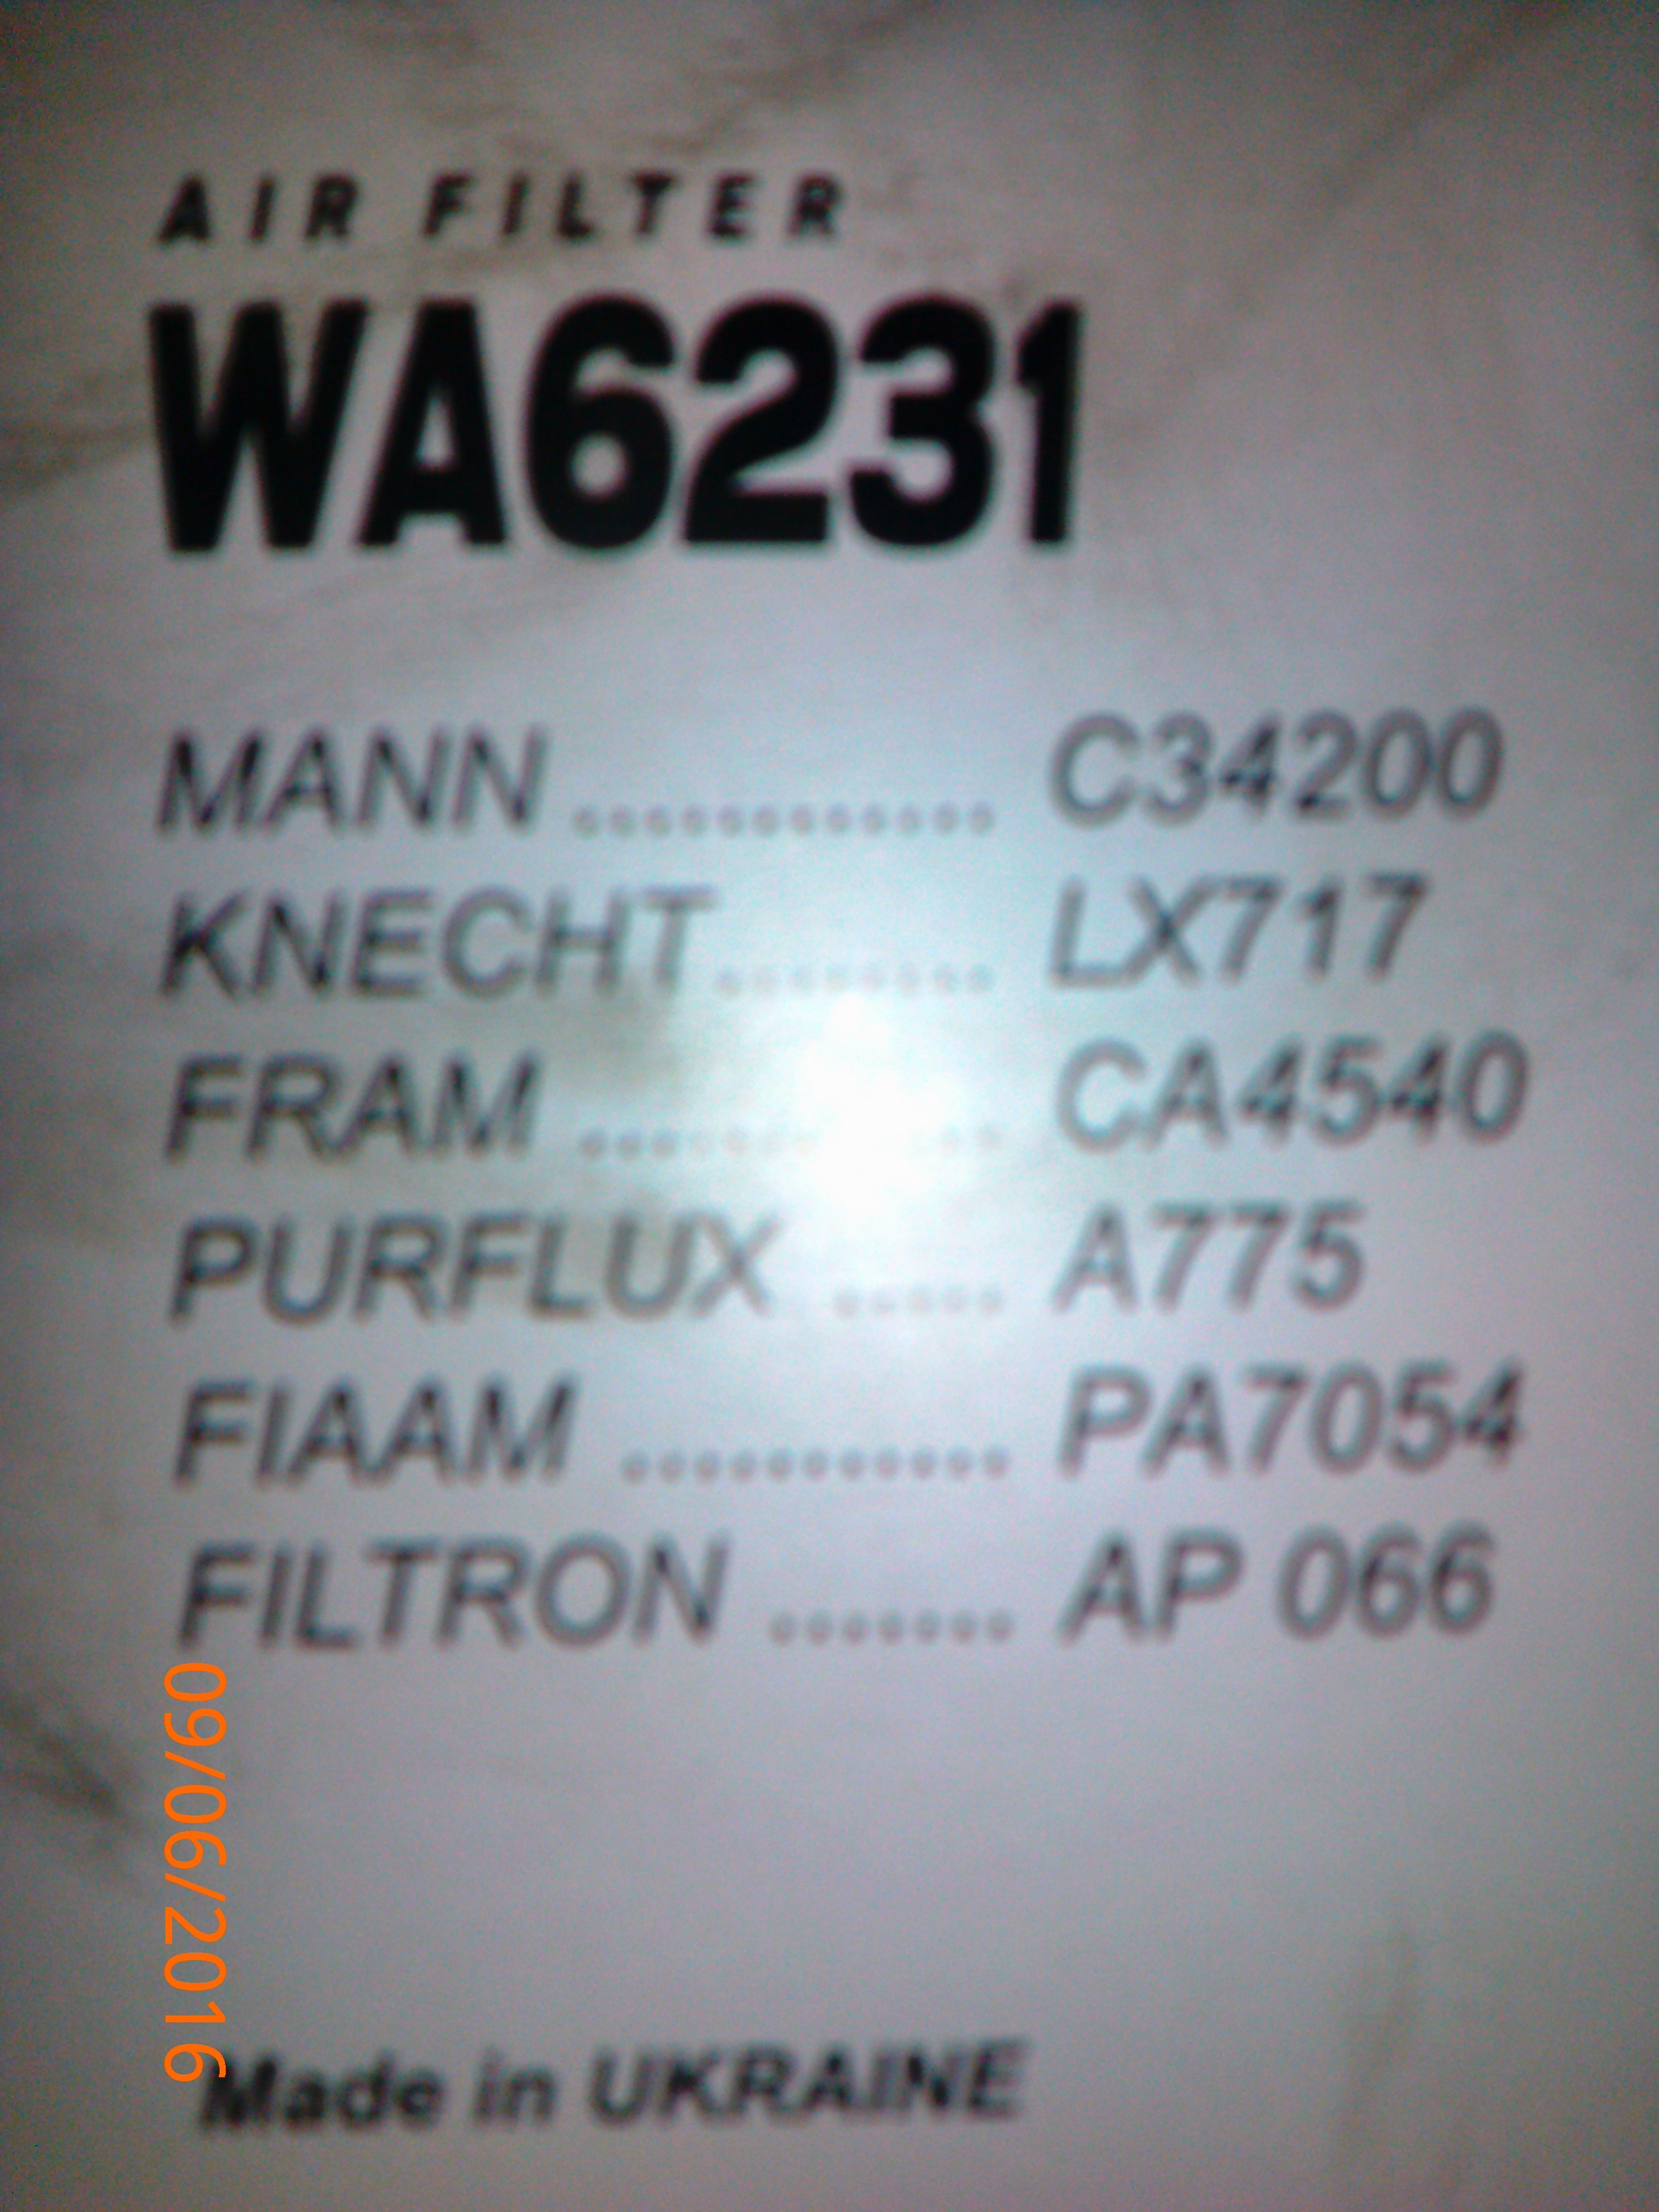 AIR FILTER
WA6231
MANN ............ C34200
KNECHT ........ LX717
FRAM ............ CA4540
PURFLUX ..... A775
FIAAM ........... PA7054
FILTRON ....... AP 066
09/06/2016
Made in UKRAINE